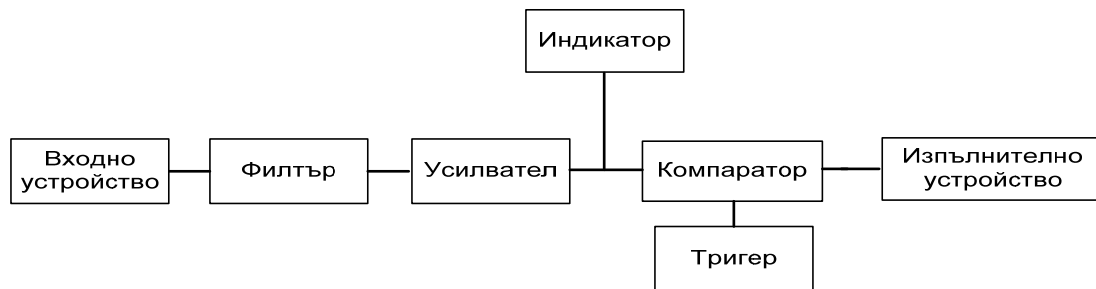 Индикатор
Входно
устройство
Филтър
Усилвател
Компаратор
Изпълнително
устройство
Тригер